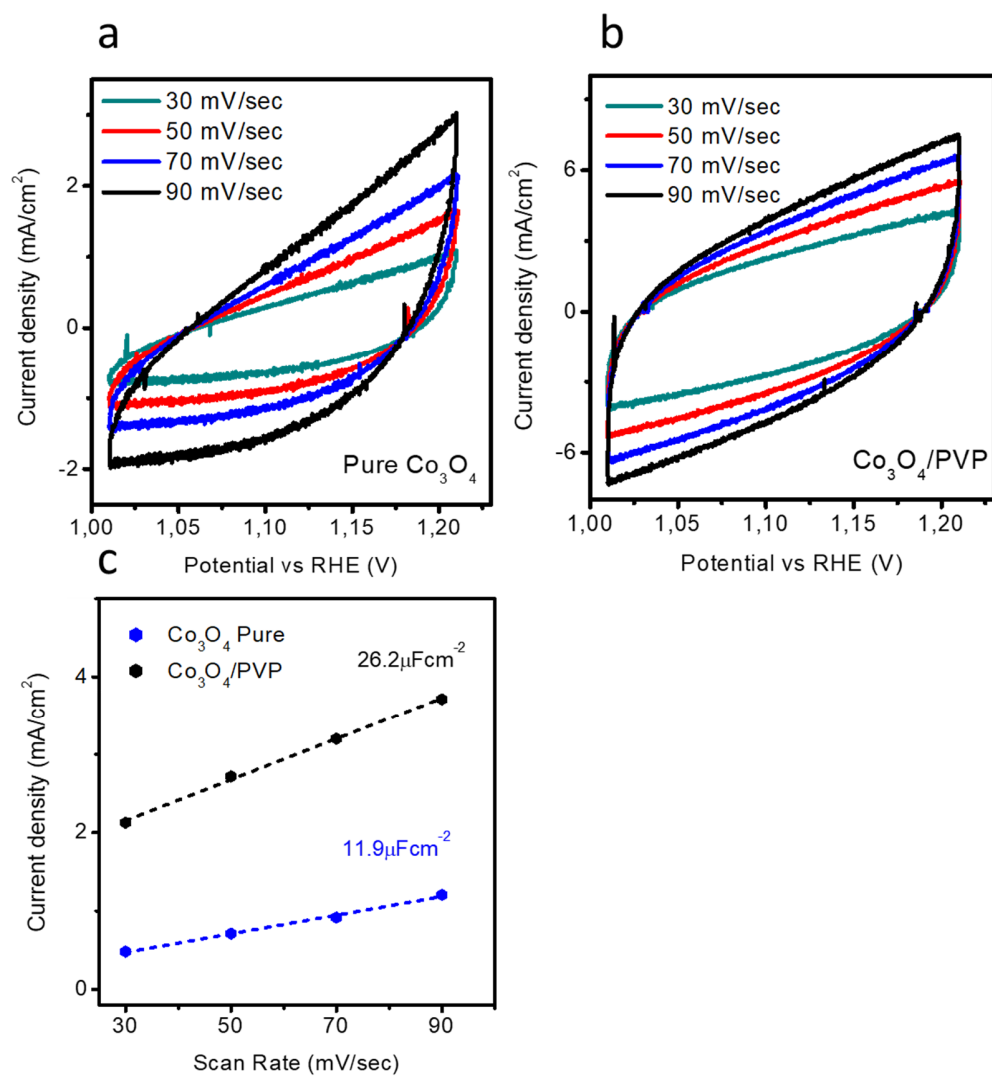 a
30 mV/sec
50 mV/sec
70 mV/sec
90 mV/sec
2
0
-2
Current density (mA/cm²)
Pure Co₃O₄
1,00 1,05 1,10 1,15 1,20
Potential vs RHE (V)
b
30 mV/sec
50 mV/sec
70 mV/sec
90 mV/sec
6
0
-6
Current density (mA/cm²)
Co₃O₄/PVP
1,00 1,05 1,10 1,15 1,20
Potential vs RHE (V)
c
Co₃O₄ Pure
Co₃O₄/PVP
26.2μFcm⁻²
11.9μFcm⁻²
4
2
0
Current density (mA/cm²)
30 50 70 90
Scan Rate (mV/sec)